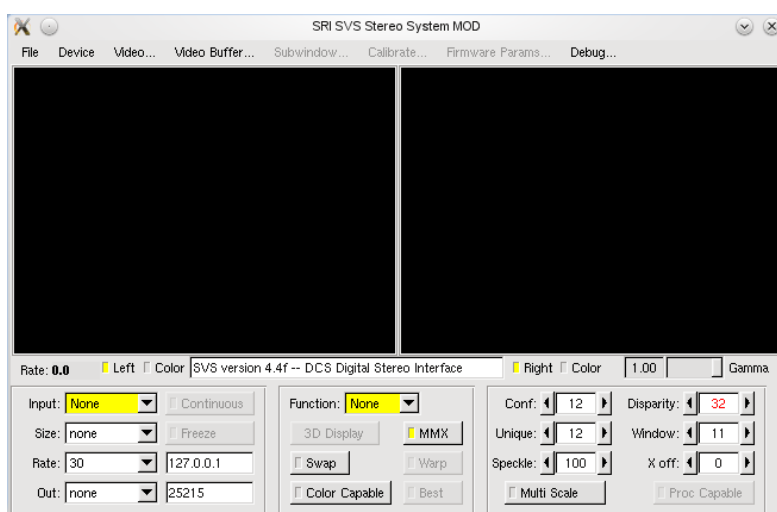 SRI SVS Stereo System MOD
File Device Video... Video Buffer... Subwindow... Calibrate... Firmware Params... Debug...
Rate: 0.0 Left Color SVS version 4.4f -- DCS Digital Stereo Interface Right Color 1.00 Gamma
Input: None Continuous Function: None Conf: 12 Disparity: 32
Size: none Freeze 3D Display MMX Unique: 12 Window: 11
Rate: 30 127.0.0.1 Swap Warp Speckle: 100 X off: 0
Out: none 25215 Color Capable Best Multi Scale Proc Capable